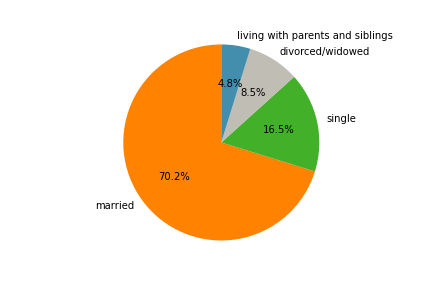 living with parents and siblings
divorced/widowed
4.8%
8.5%
single
16.5%
70.2%
married